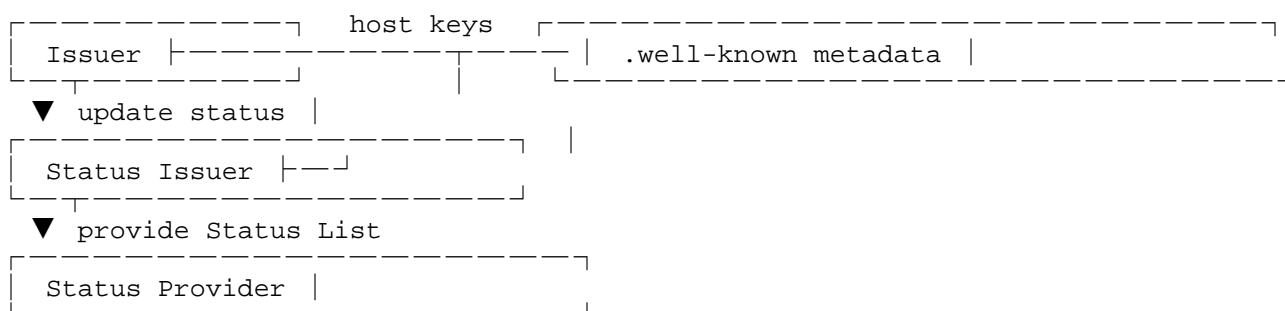 host keys
Issuer .well-known metadata
▼ update status
Status Issuer
▼ provide Status List
Status Provider